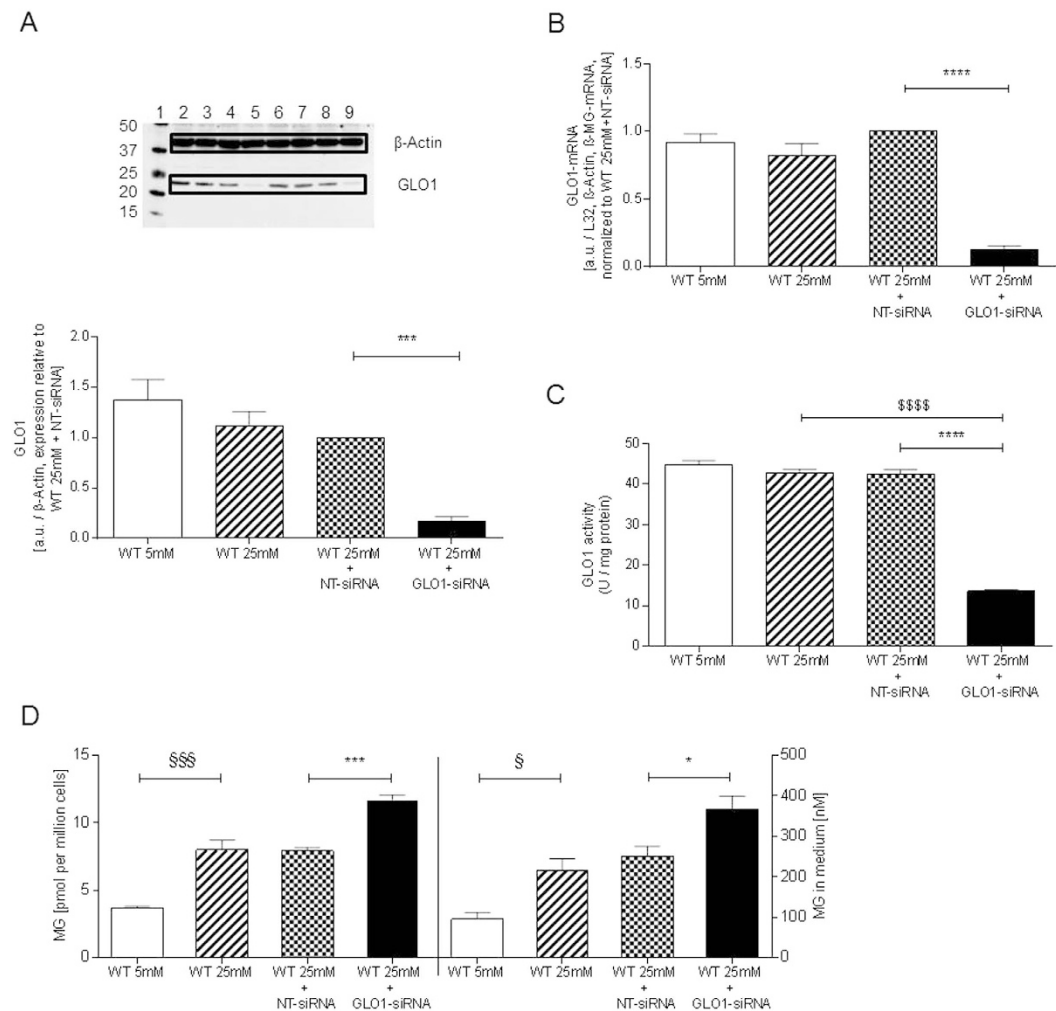 A
1 2 3 4 5 6 7 8 9
50
37
25
20
15
β-Actin
GLO1
GLO1
[a.u. / β-Actin, expression relative to
WT 25mM + NT-siRNA]
2.0
1.5
1.0
0.5
0.0
***
WT 5mM
WT 25mM
WT 25mM
+
NT-siRNA
WT 25mM
+
GLO1-siRNA
B
GLO1-mRNA
[a.u. / L32, ß-Actin, ß-MG-mRNA,
normalized to WT 25mM+NT-siRNA]
1.5
1.0
0.5
0.0
****
WT 5mM
WT 25mM
WT 25mM
+
NT-siRNA
WT 25mM
+
GLO1-siRNA
C
GLO1 activity
(U / mg protein)
50
40
30
20
10
0
$$$$
****
WT 5mM
WT 25mM
WT 25mM
+
NT-siRNA
WT 25mM
+
GLO1-siRNA
D
MG [pmol per million cells]
15
10
5
0
§§§
***
WT 5mM
WT 25mM
WT 25mM
+
NT-siRNA
WT 25mM
+
GLO1-siRNA
§
*
WT 5mM
WT 25mM
WT 25mM
+
NT-siRNA
WT 25mM
+
GLO1-siRNA
500
400
300
200
100
0
MG in medium [nM]